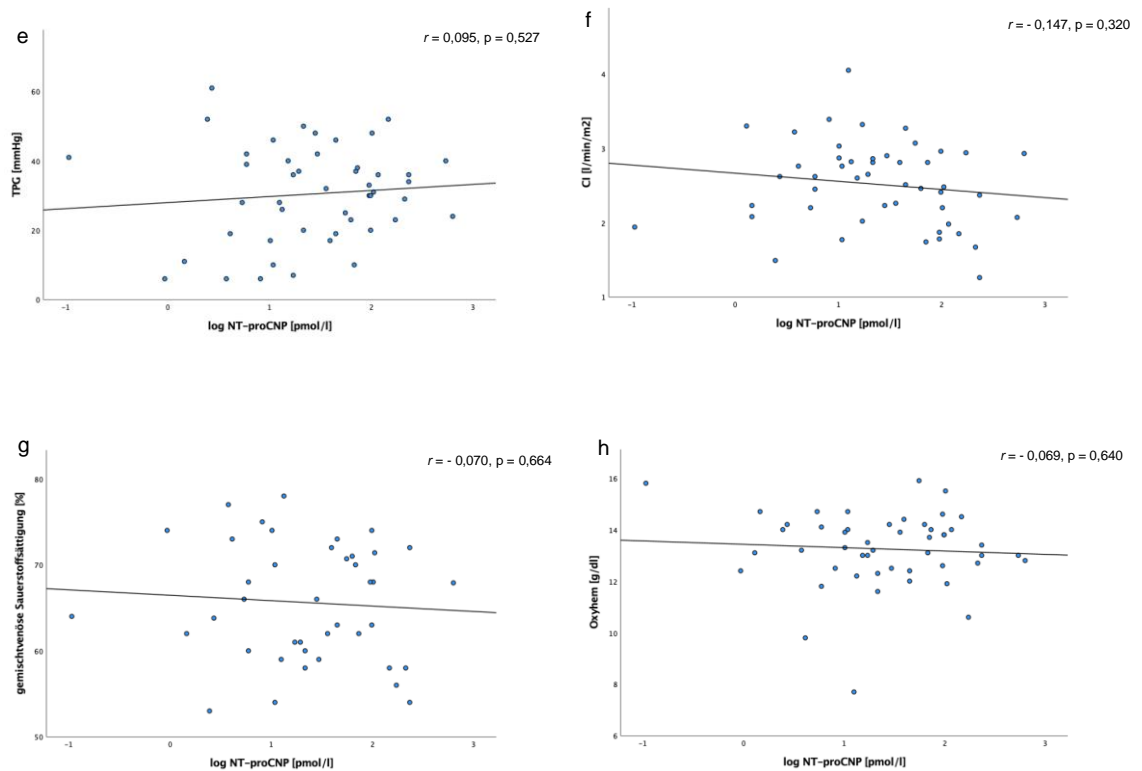 e
r = 0,095, p = 0,527
TPG [mmHg]
60
40
20
0
−1
0
1
2
3
log NT−proCNP [pmol/l]
f
r = - 0,147, p = 0,320
CI [l/min/m2]
4
3
2
1
−1
0
1
2
3
log NT−proCNP [pmol/l]
g
r = - 0,070, p = 0,664
gemischtvenöse Sauerstoffsättigung [%]
80
70
60
50
−1
0
1
2
3
log NT−proCNP [pmol/l]
h
r = - 0,069, p = 0,640
Oxyhem [g/dl]
16
14
12
10
8
6
−1
0
1
2
3
log NT−proCNP [pmol/l]